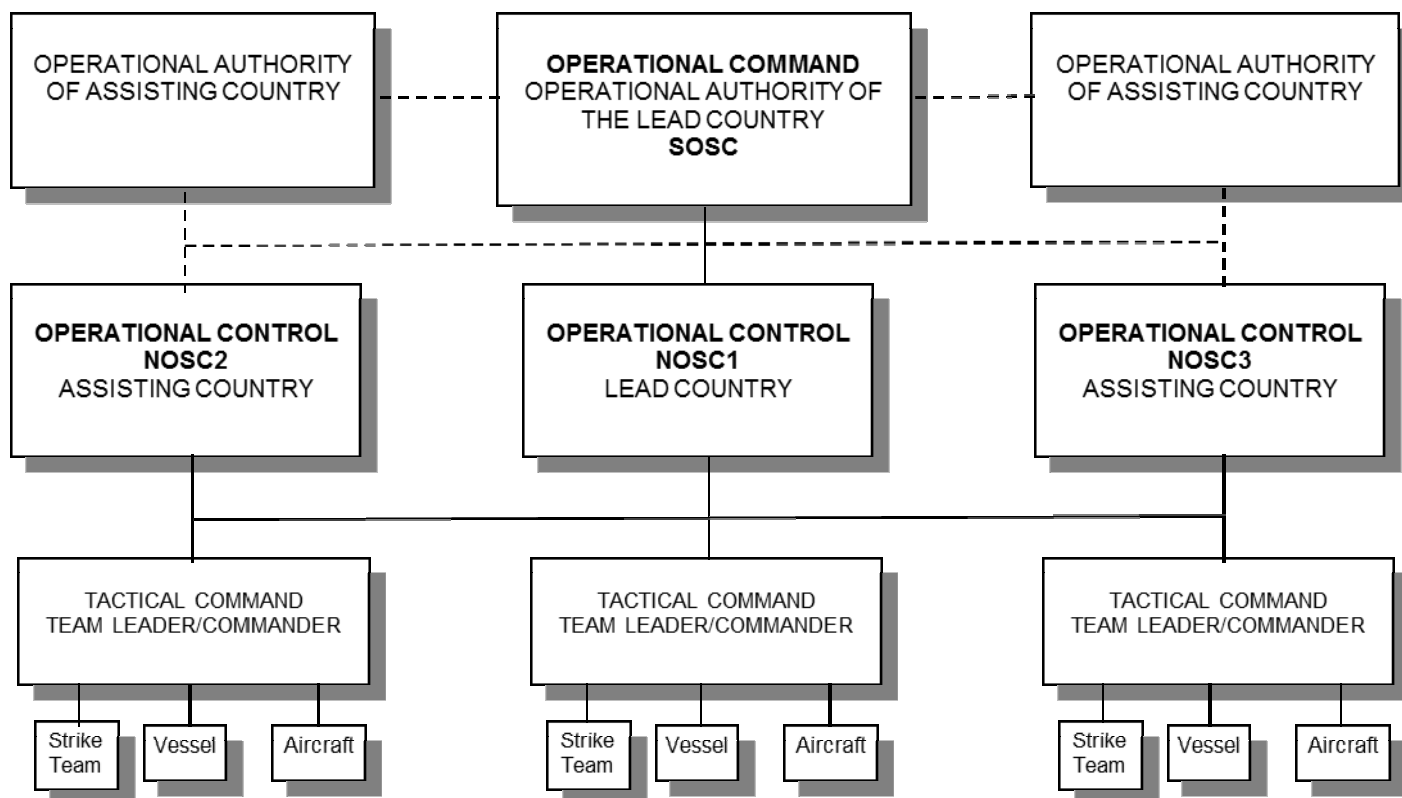 OPERATIONAL AUTHORITY
OF ASSISTING COUNTRY
OPERATIONAL COMMAND
OPERATIONAL AUTHORITY OF
THE LEAD COUNTRY
SOSC
OPERATIONAL AUTHORITY
OF ASSISTING COUNTRY
OPERATIONAL CONTROL
NOSC2
ASSISTING COUNTRY
OPERATIONAL CONTROL
NOSC1
LEAD COUNTRY
OPERATIONAL CONTROL
NOSC3
ASSISTING COUNTRY
TACTICAL COMMAND
TEAM LEADER/COMMANDER
TACTICAL COMMAND
TEAM LEADER/COMMANDER
TACTICAL COMMAND
TEAM LEADER/COMMANDER
Strike
Team
Vessel
Aircraft
Strike
Team
Vessel
Aircraft
Strike
Team
Vessel
Aircraft